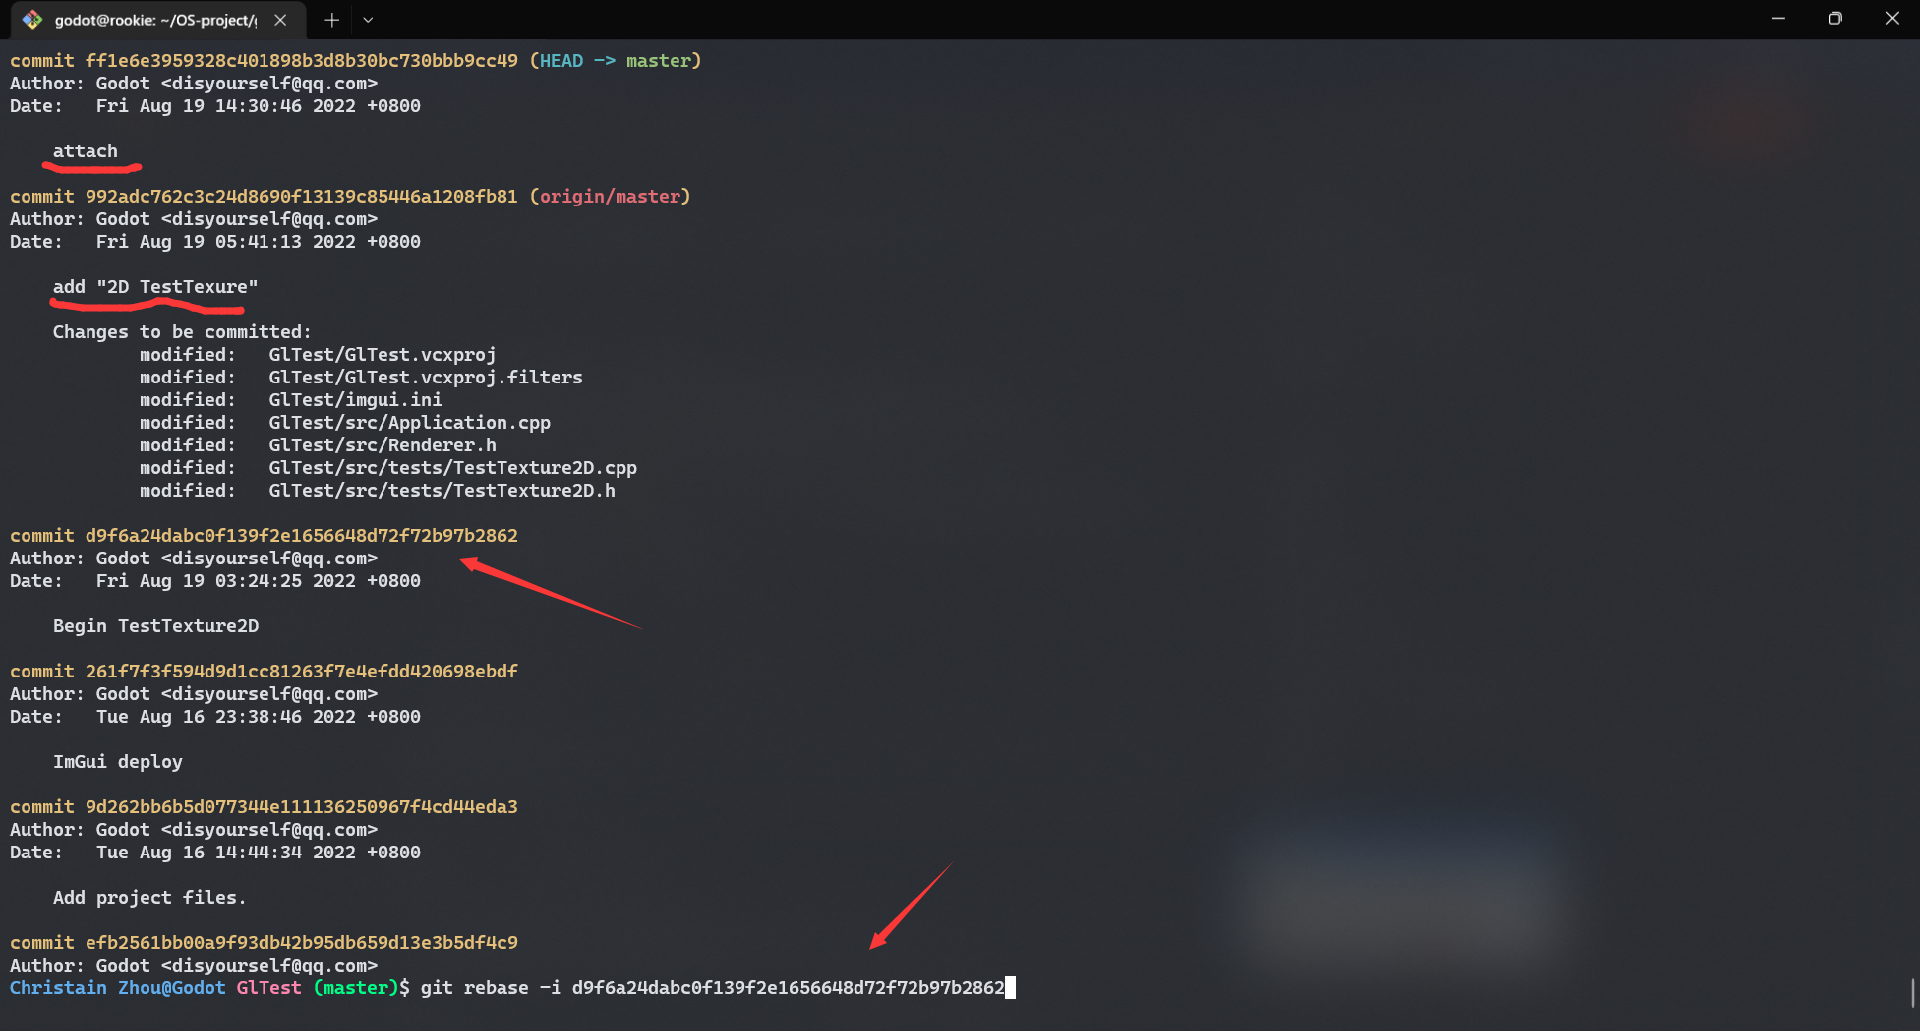 godot@rookie: ~/OS-project/g
commit ff1e6e3959328c401898b3d8b30bc730bbb9cc49 (HEAD -> master)
Author: Godot <disyourself@qq.com>
Date:   Fri Aug 19 14:30:46 2022 +0800
attach
commit 992adc762c3c24d8690f13139c85446a1208fb81 (origin/master)
Author: Godot <disyourself@qq.com>
Date:   Fri Aug 19 05:41:13 2022 +0800
add "2D TestTexure"
Changes to be committed:
modified:   GlTest/GlTest.vcxproj
modified:   GlTest/GlTest.vcxproj.filters
modified:   GlTest/imgui.ini
modified:   GlTest/src/Application.cpp
modified:   GlTest/src/Renderer.h
modified:   GlTest/src/tests/TestTexture2D.cpp
modified:   GlTest/src/tests/TestTexture2D.h
commit d9f6a24dabc0f139f2e1656648d72f72b97b2862
Author: Godot <disyourself@qq.com>
Date:   Fri Aug 19 03:24:25 2022 +0800
Begin TestTexture2D
commit 261f7f3f594d9d1cc81263f7e4efdd420698ebdf
Author: Godot <disyourself@qq.com>
Date:   Tue Aug 16 23:38:46 2022 +0800
ImGui deploy
commit 9d262bb6b5d077344e111136250967f4cd44eda3
Author: Godot <disyourself@qq.com>
Date:   Tue Aug 16 14:44:34 2022 +0800
Add project files.
commit efb2561bb00a9f93db42b95db659d13e3b5df4c9
Author: Godot <disyourself@qq.com>
Christain Zhou@Godot GlTest (master)$ git rebase -i d9f6a24dabc0f139f2e1656648d72f72b97b2862